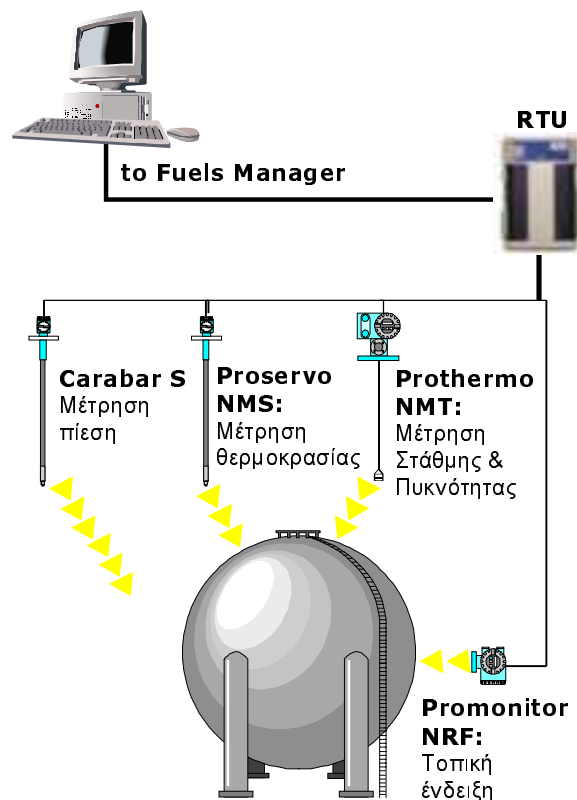 RTU
to Fuels Manager
Carabar S
Μέτρηση
πίεση
Proservo
NMS:
Μέτρηση
θερμοκρασίας
Prothermo
NMT:
Μέτρηση
Στάθμης &
Πυκνότητας
Promonitor
NRF:
Τοπική
ένδειξη